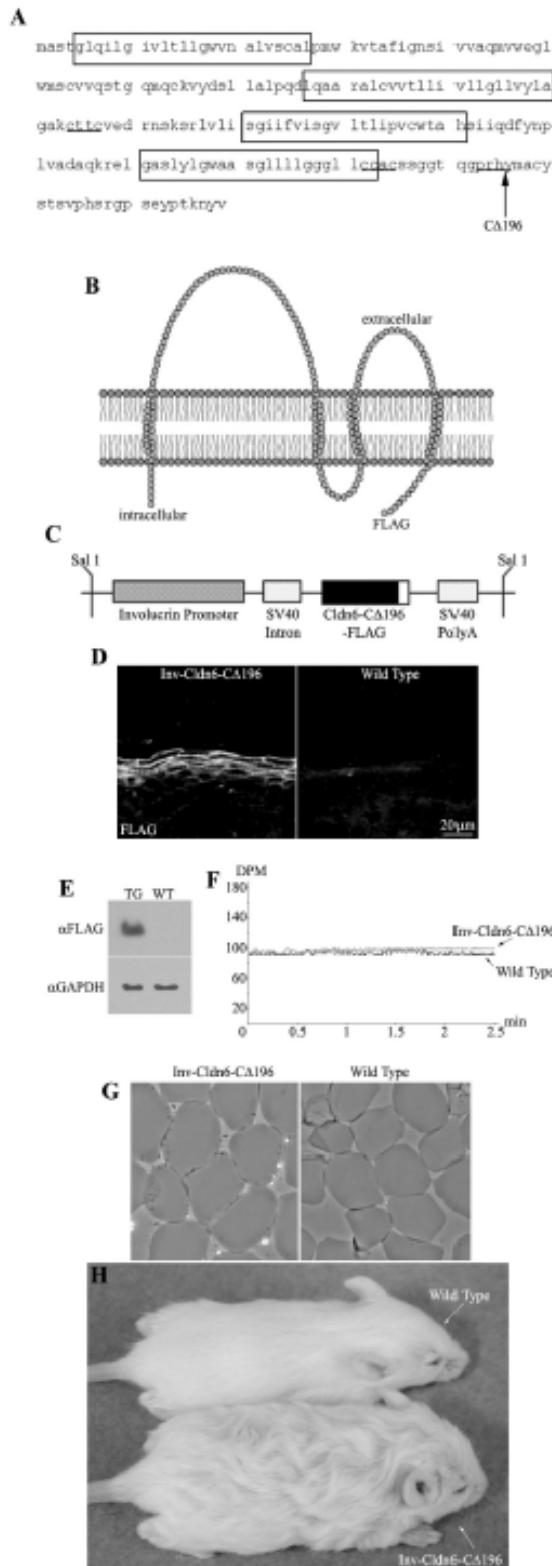 A
mastglqilg ivltllgwvn alvscalpmw kvtafignsi vvaqmvwegl
wmscvvqstg qmqckvydsl lalpqdlqaa ralcvvtlli vllgllvyla
gakcttcved rnsksrlvli sgiifvisgv ltlipvcwta hsiiqdfynp
lvadaqkrel gaslylgwaa sgllllgggl lccacssggt qgprhymacy
stsvphsrgp seyptknyv
CΔ196
B
extracellular
intracellular
FLAG
C
Sal 1 Sal 1
Involucrin Promoter SV40 Intron Cldn6-CΔ196 -FLAG SV40 PolyA
D
Inv-Cldn6-CΔ196 Wild Type
FLAG 20µm
E
TG WT
αFLAG
αGAPDH
F
DPM
180
140
100
60
20
0 0.5 1 1.5 2 2.5
min
Inv-Cldn6-CΔ196
Wild Type
G
Inv-Cldn6-CΔ196 Wild Type
H
Wild Type
Inv-Cldn6-CΔ196